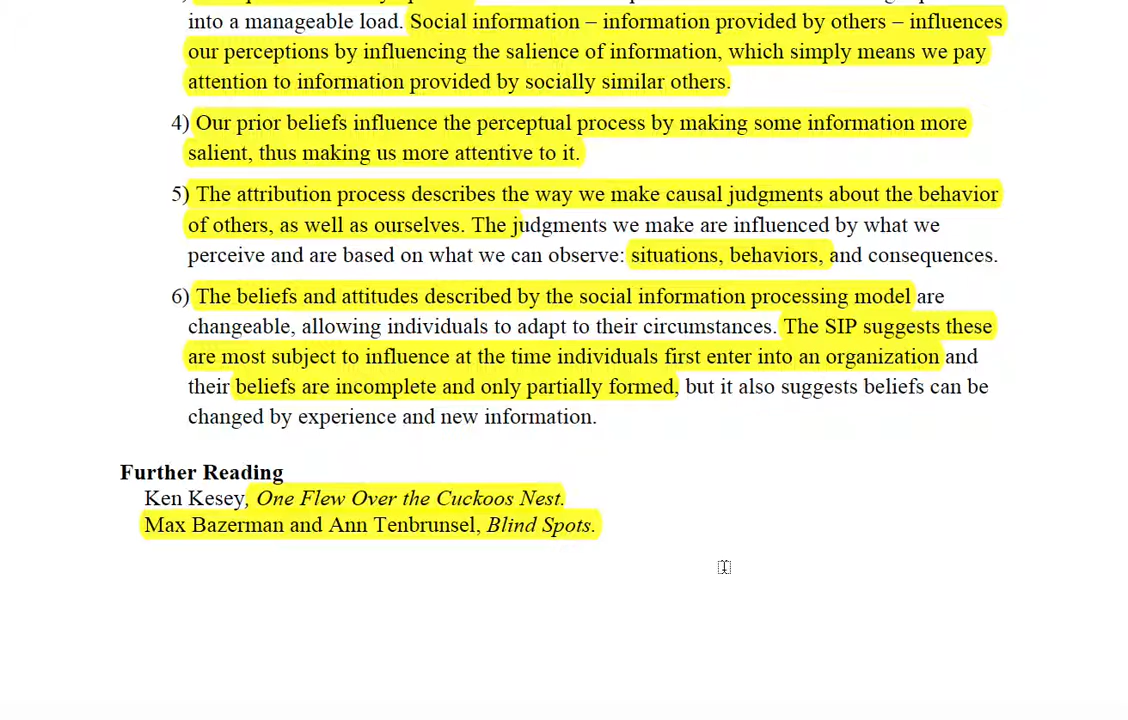 into a manageable load. Social information – information provided by others – influences
our perceptions by influencing the salience of information, which simply means we pay
attention to information provided by socially similar others.
4) Our prior beliefs influence the perceptual process by making some information more
salient, thus making us more attentive to it.
5) The attribution process describes the way we make causal judgments about the behavior
of others, as well as ourselves. The judgments we make are influenced by what we
perceive and are based on what we can observe: situations, behaviors, and consequences.
6) The beliefs and attitudes described by the social information processing model are
changeable, allowing individuals to adapt to their circumstances. The SIP suggests these
are most subject to influence at the time individuals first enter into an organization and
their beliefs are incomplete and only partially formed, but it also suggests beliefs can be
changed by experience and new information.
Further Reading
Ken Kesey, One Flew Over the Cuckoos Nest.
Max Bazerman and Ann Tenbrunsel, Blind Spots.